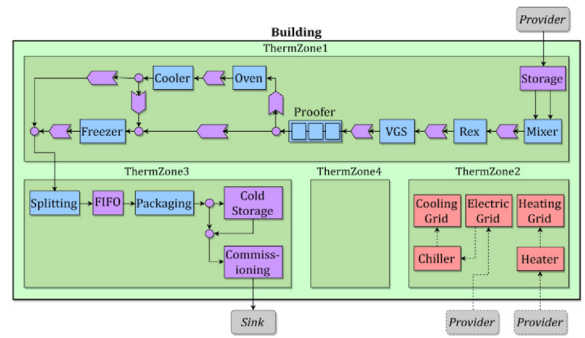 Provider
Building
ThermZone1
Cooler
Oven
Storage
Proofer
Freezer
VGS
Rex
Mixer
ThermZone3
ThermZone4
ThermZone2
Splitting
FIFO
Packaging
Cold
Storage
Cooling
Grid
Electric
Grid
Heating
Grid
Commiss-
ioning
Chiller
Heater
Sink
Provider
Provider